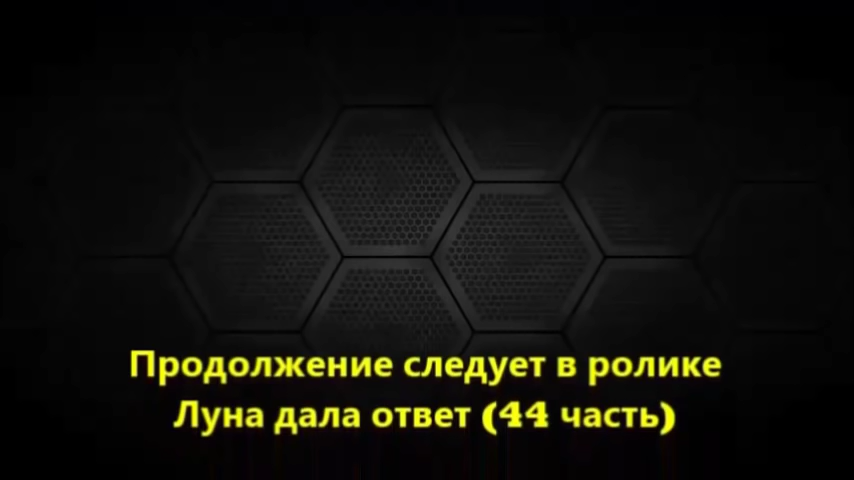 Продолжение следует в ролике
Луна дала ответ (44 часть)